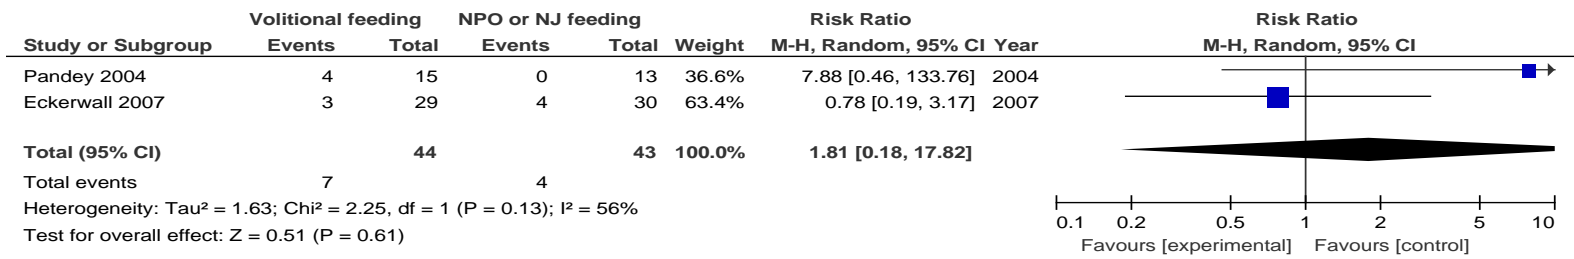 Volitional feeding NPO or NJ feeding Risk Ratio Risk Ratio
Study or Subgroup Events Total Events Total Weight M-H, Random, 95% CI Year M-H, Random, 95% CI
Pandey 2004 4 15 0 13 36.6% 7.88 [0.46, 133.76] 2004
Eckerwall 2007 3 29 4 30 63.4% 0.78 [0.19, 3.17] 2007
Total (95% CI) 44 43 100.0% 1.81 [0.18, 17.82]
Total events 7 4
Heterogeneity: Tau² = 1.63; Chi² = 2.25, df = 1 (P = 0.13); I² = 56%
Test for overall effect: Z = 0.51 (P = 0.61)
0.1 0.2 0.5 1 2 5 10
Favours [experimental] Favours [control]